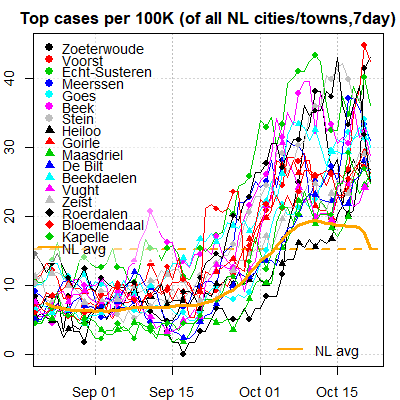 Top cases per 100K (of all NL cities/towns,7day)
Zoeterwoude
Voorst
Echt-Susteren
Meerssen
Goes
Beek
Stein
Heiloo
Goirle
Maasdriel
De Bilt
Beekdaelen
Vught
Zeist
Roerdalen
Bloemendaal
Kapelle
NL avg
40
30
20
10
0
NL avg
Sep 01 Sep 15 Oct 01 Oct 15